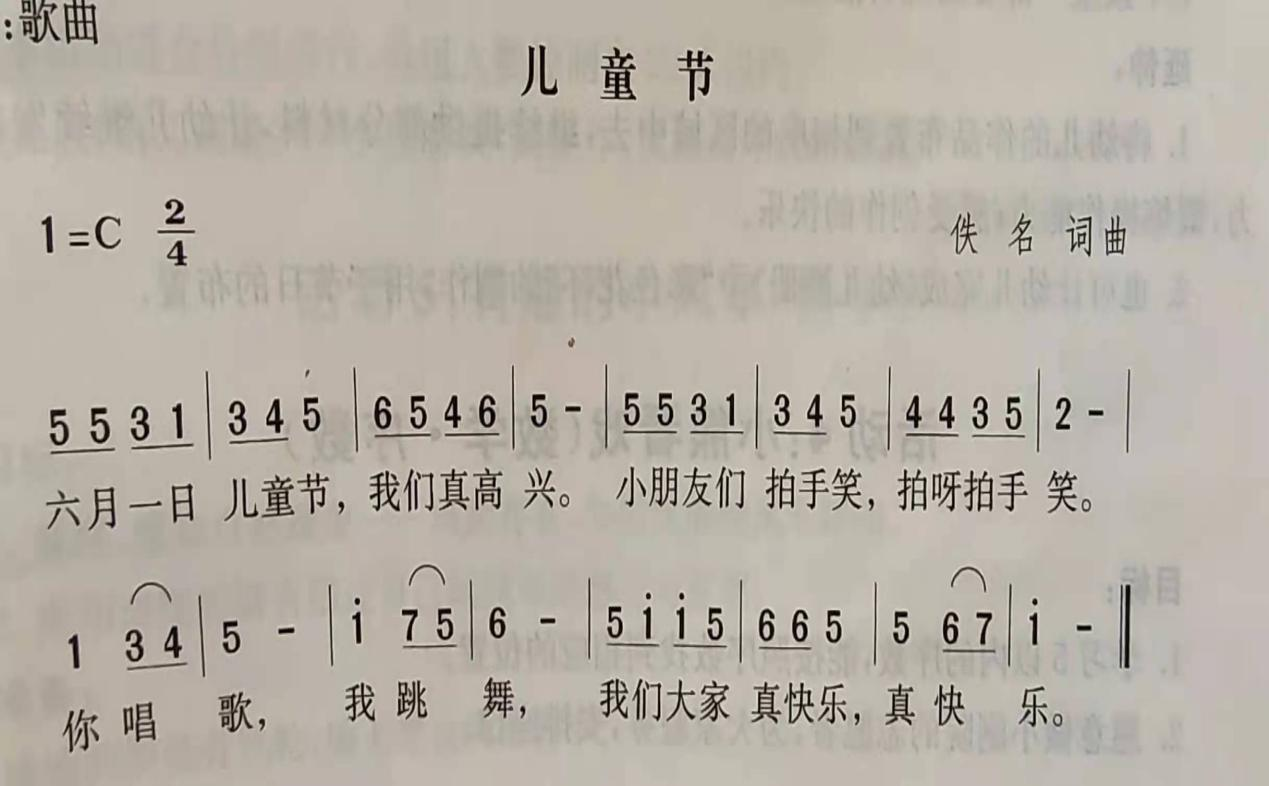 :歌曲
儿童节
1=C 2/4
佚名 词曲
5 5 3 1 | 3 4 5 | 6 5 4 6 | 5 - | 5 5 3 1 | 3 4 5 | 4 4 3 5 | 2 - |
六月一日 儿童节，我们真高 兴。 小朋友们 拍手笑，拍呀拍手 笑。
1 3 4 | 5 - | i 7 5 | 6 - | 5 i i 5 | 6 6 5 | 5 6 7 | i - ‖
你 唱 歌， 我 跳 舞， 我们大家 真快乐，真 快 乐。